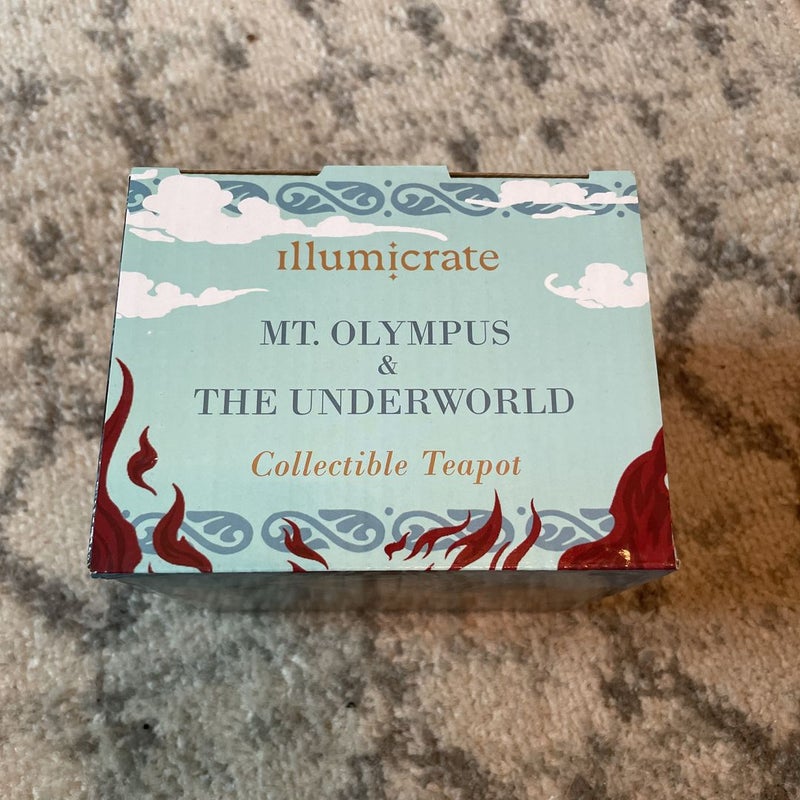 illumicrate
MT. OLYMPUS
&
THE UNDERWORLD
Collectible Teapot